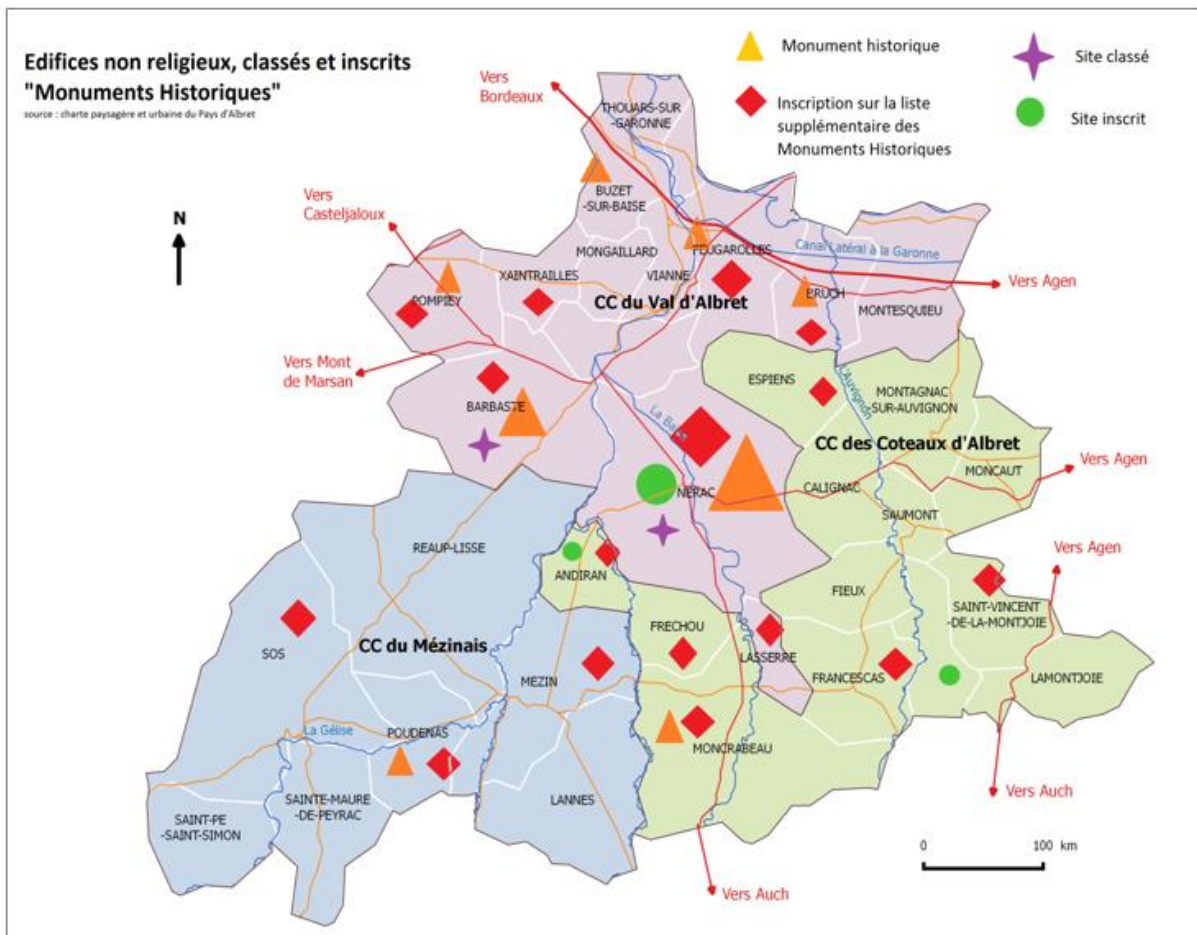 Edifices non religieux, classés et inscrits
"Monuments Historiques"
source : charte paysagère et urbaine du Pays d'Albret
Monument historique
Inscription sur la liste
supplémentaire des
Monuments Historiques
Site classé
Site inscrit
Vers
Bordeaux
THOUARS-SUR
-GARONNE
Vers
Casteljaloux
N
BUZET
-SUR-BAISE
MONGAILLARD
VIANNE
FEUGAROLLES
Canal Latéral à la Garonne
XAINTRAILLES
POMPIEY
CC du Val d'Albret
BRUCH
MONTESQUIEU
Vers Agen
Vers Mont
de Marsan
BARBASTE
ESPIENS
L'Auvignon
MONTAGNAC
-SUR-AUVIGNON
La Baïse
CC des Coteaux d'Albret
MONCAUT
Vers Agen
NERAC
CALIGNAC
SAUMONT
REAUP-LISSE
ANDIRAN
Vers Agen
FIEUX
SAINT-VINCENT
-DE-LA-MONTJOIE
SOS
CC du Mézinais
FRECHOU
LASSERRE
MEZIN
FRANCESCAS
LAMONTJOIE
La Gélise
POUDENAS
MONCRABEAU
Vers Auch
SAINTE-MAURE
-DE-PEYRAC
LANNES
SAINT-PE
-SAINT-SIMON
0 100 km
Vers Auch